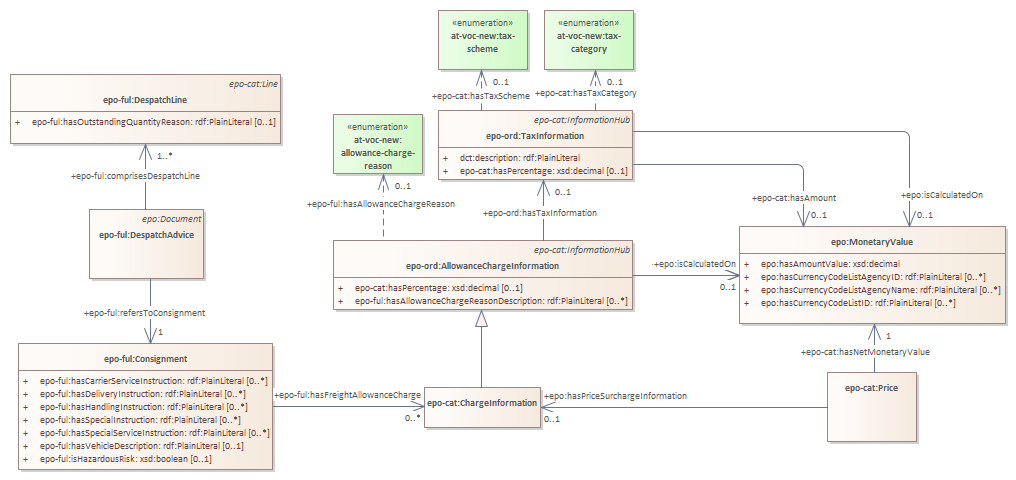 «enumeration»
at-voc-new:tax-
scheme
«enumeration»
at-voc-new:tax-
category
0..1
+epo-cat:hasTaxScheme
0..1
+epo-cat:hasTaxCategory
epo-cat:Line
epo-ful:DespatchLine
+ epo-ful:hasOutstandingQuantityReason: rdf:PlainLiteral [0..1]
«enumeration»
at-voc-new:
allowance-charge-
reason
epo-cat:InformationHub
epo-ord:TaxInformation
+ dct:description: rdf:PlainLiteral
+ epo-cat:hasPercentage: xsd:decimal [0..1]
1..*
+epo-ful:comprisesDespatchLine
0..1
+epo-ful:hasAllowanceChargeReason
0..1
+epo-ord:hasTaxInformation
+epo-cat:hasAmount
0..1
+epo:isCalculatedOn
0..1
epo:Document
epo-ful:DespatchAdvice
epo-cat:InformationHub
epo-ord:AllowanceChargeInformation
+ epo-cat:hasPercentage: xsd:decimal [0..1]
+ epo-ful:hasAllowanceChargeReasonDescription: rdf:PlainLiteral [0..*]
+epo:isCalculatedOn
0..1
epo:MonetaryValue
+ epo:hasAmountValue: xsd:decimal
+ epo:hasCurrencyCodeListAgencyID: rdf:PlainLiteral [0..*]
+ epo:hasCurrencyCodeListAgencyName: rdf:PlainLiteral [0..*]
+ epo:hasCurrencyCodeListID: rdf:PlainLiteral [0..*]
+epo-ful:refersToConsignment
1
1
+epo-cat:hasNetMonetaryValue
epo-ful:Consignment
+ epo-ful:hasCarrierServiceInstruction: rdf:PlainLiteral [0..*]
+ epo-ful:hasDeliveryInstruction: rdf:PlainLiteral [0..*]
+ epo-ful:hasHandlingInstruction: rdf:PlainLiteral [0..*]
+ epo-ful:hasSpecialInstruction: rdf:PlainLiteral [0..*]
+ epo-ful:hasSpecialServiceInstruction: rdf:PlainLiteral [0..*]
+ epo-ful:hasVehicleDescription: rdf:PlainLiteral [0..1]
+ epo-ful:isHazardousRisk: xsd:boolean [0..1]
+epo-ful:hasFreightAllowanceCharge
0..*
epo-cat:ChargeInformation
+epo-cat:hasPriceSurchargeInformation
0..1
epo-cat:Price